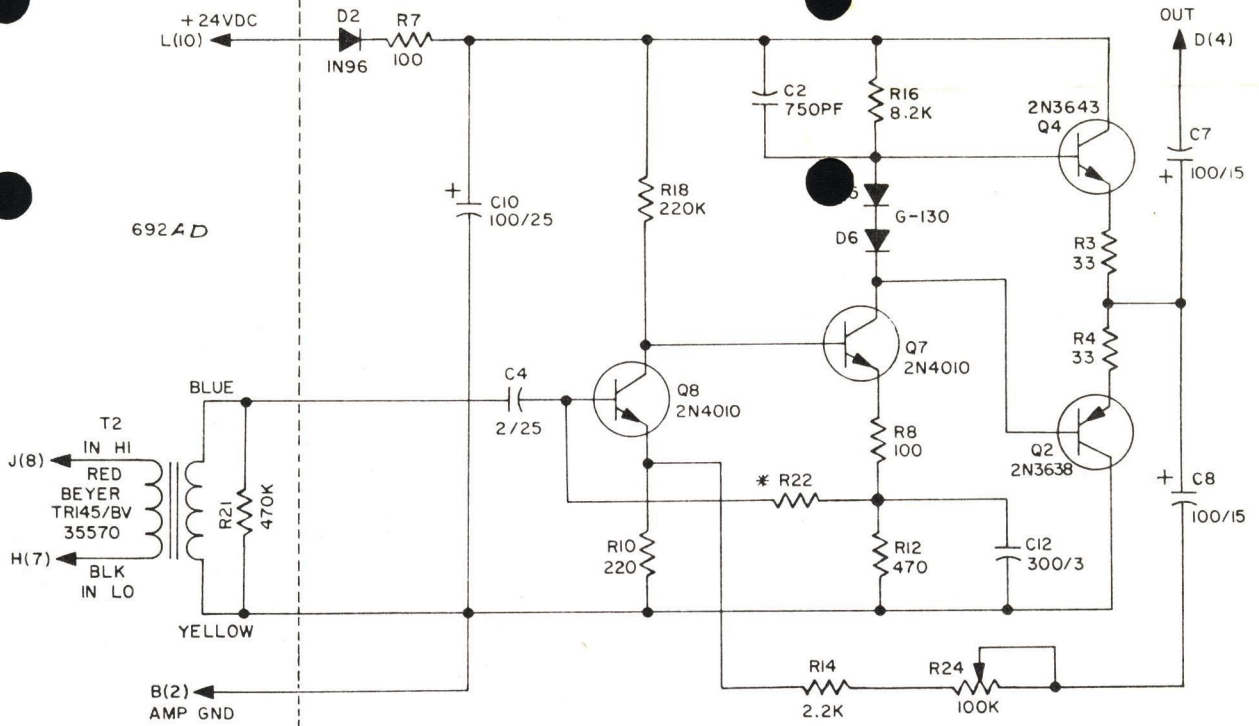 +24VDC
L(10)
D2
1N96
R7
100
OUT
D(4)
C2
750PF
R16
8.2K
2N3643
Q4
C7
+
100/15
+
C10
100/25
R18
220K
692AD
G-130
D6
R3
33
R4
33
Q7
2N4010
BLUE
C4
2/25
Q8
2N4010
T2
IN HI
J(8)
RED
BEYER
TR145/BV
35570
H(7)
BLK
IN LO
R21
470K
R8
100
Q2
2N3638
+
C8
100/15
* R22
R10
220
R12
470
C12
300/3
YELLOW
B(2)
AMP GND
R14
2.2K
R24
100K